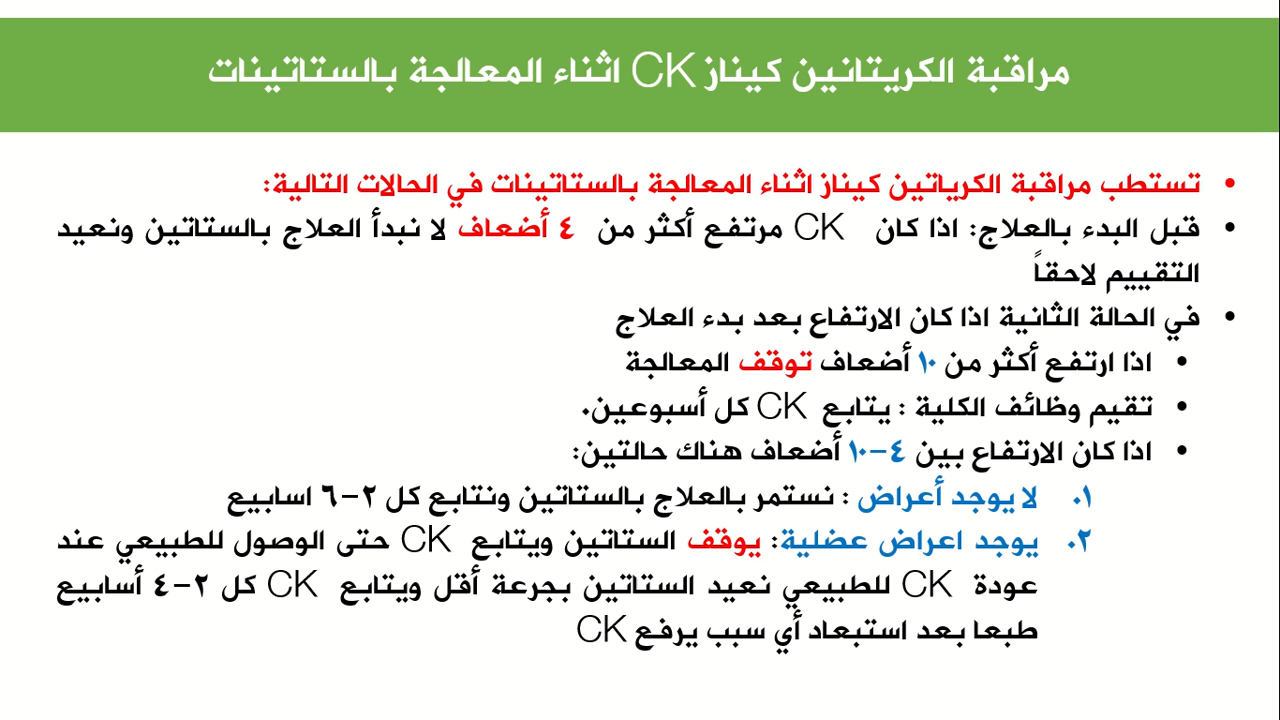 مراقبة الكريتانين كيناز CK اثناء المعالجة بالستاتينات
• تستطب مراقبة الكرياتين كيناز اثناء المعالجة بالستاتينات في الحالات التالية:
• قبل البدء بالعلاج: اذا كان CK مرتفع أكثر من ٤ أضعاف لا نبدأ العلاج بالستاتين ونعيد
التقييم لاحقاً
• في الحالة الثانية اذا كان الارتفاع بعد بدء العلاج
• اذا ارتفع أكثر من ١٠ أضعاف توقف المعالجة
• تقيم وظائف الكلية : يتابع CK كل أسبوعين.
• اذا كان الارتفاع بين ٤-١٠ أضعاف هناك حالتين:
١. لا يوجد أعراض : نستمر بالعلاج بالستاتين ونتابع كل ٢-٦ اسابيع
٢. يوجد اعراض عضلية: يوقف الستاتين ويتابع CK حتى الوصول للطبيعي عند
عودة CK للطبيعي نعيد الستاتين بجرعة أقل ويتابع CK كل ٢-٤ أسابيع
طبعا بعد استبعاد أي سبب يرفع CK